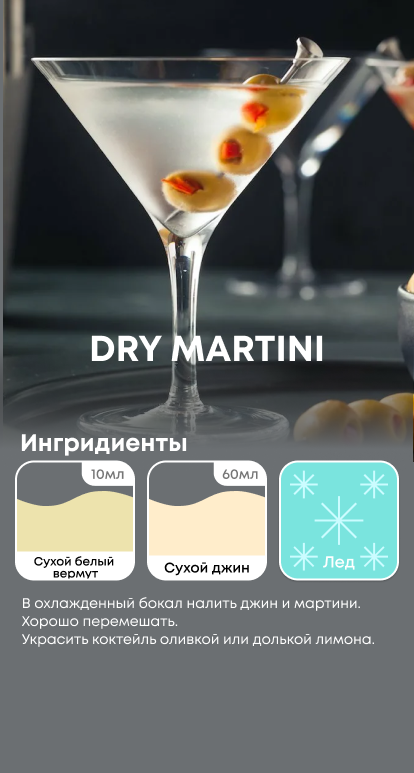 DRY MARTINI
Ингридиенты
10мл
60мл
Сухой белый
вермут
Сухой джин
Лед
В охлажденный бокал налить джин и мартини.
Хорошо перемешать.
Украсить коктейль оливкой или долькой лимона.